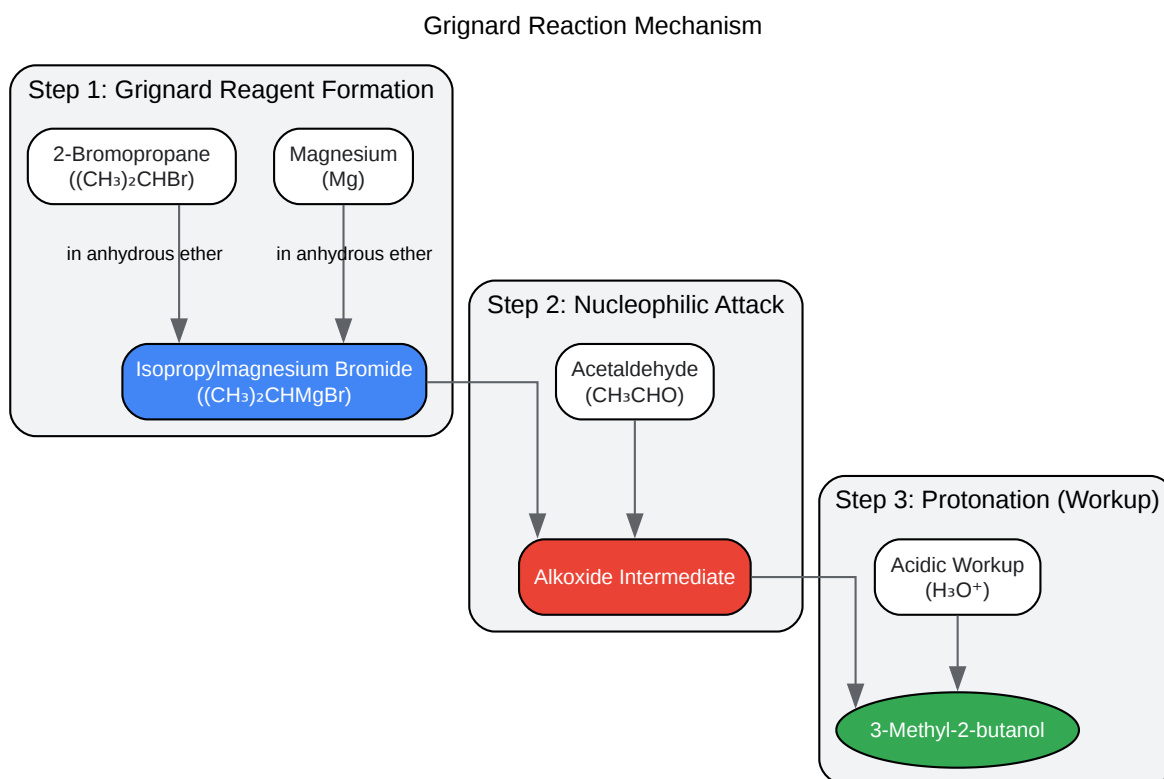 Grignard Reaction Mechanism
Step 1: Grignard Reagent Formation
2-Bromopropane
((CH₃)₂CHBr)
Magnesium
(Mg)
in anhydrous ether
in anhydrous ether
Isopropylmagnesium Bromide
((CH₃)₂CHMgBr)
Step 2: Nucleophilic Attack
Acetaldehyde
(CH₃CHO)
Alkoxide Intermediate
Step 3: Protonation (Workup)
Acidic Workup
(H₃O⁺)
3-Methyl-2-butanol